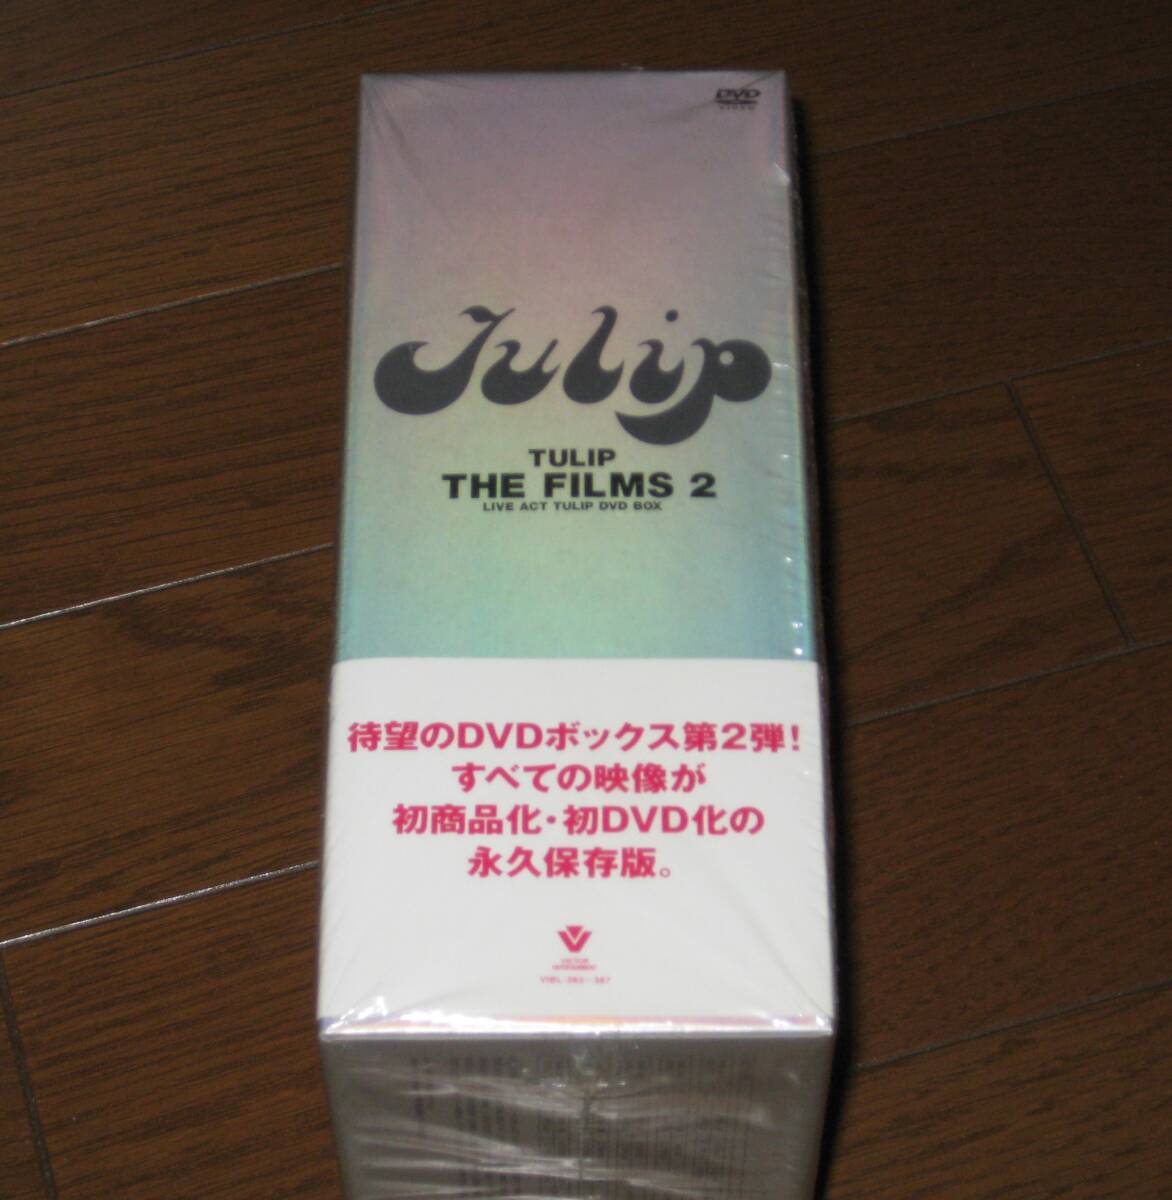 DVD
VIDEO
Tulip
TULIP
THE FILMS 2
LIVE ACT TULIP DVD BOX
待望のDVDボックス第2弾!
すべての映像が
初商品化・初DVD化の
永久保存版。
VICTOR
ENTERTAINMENT